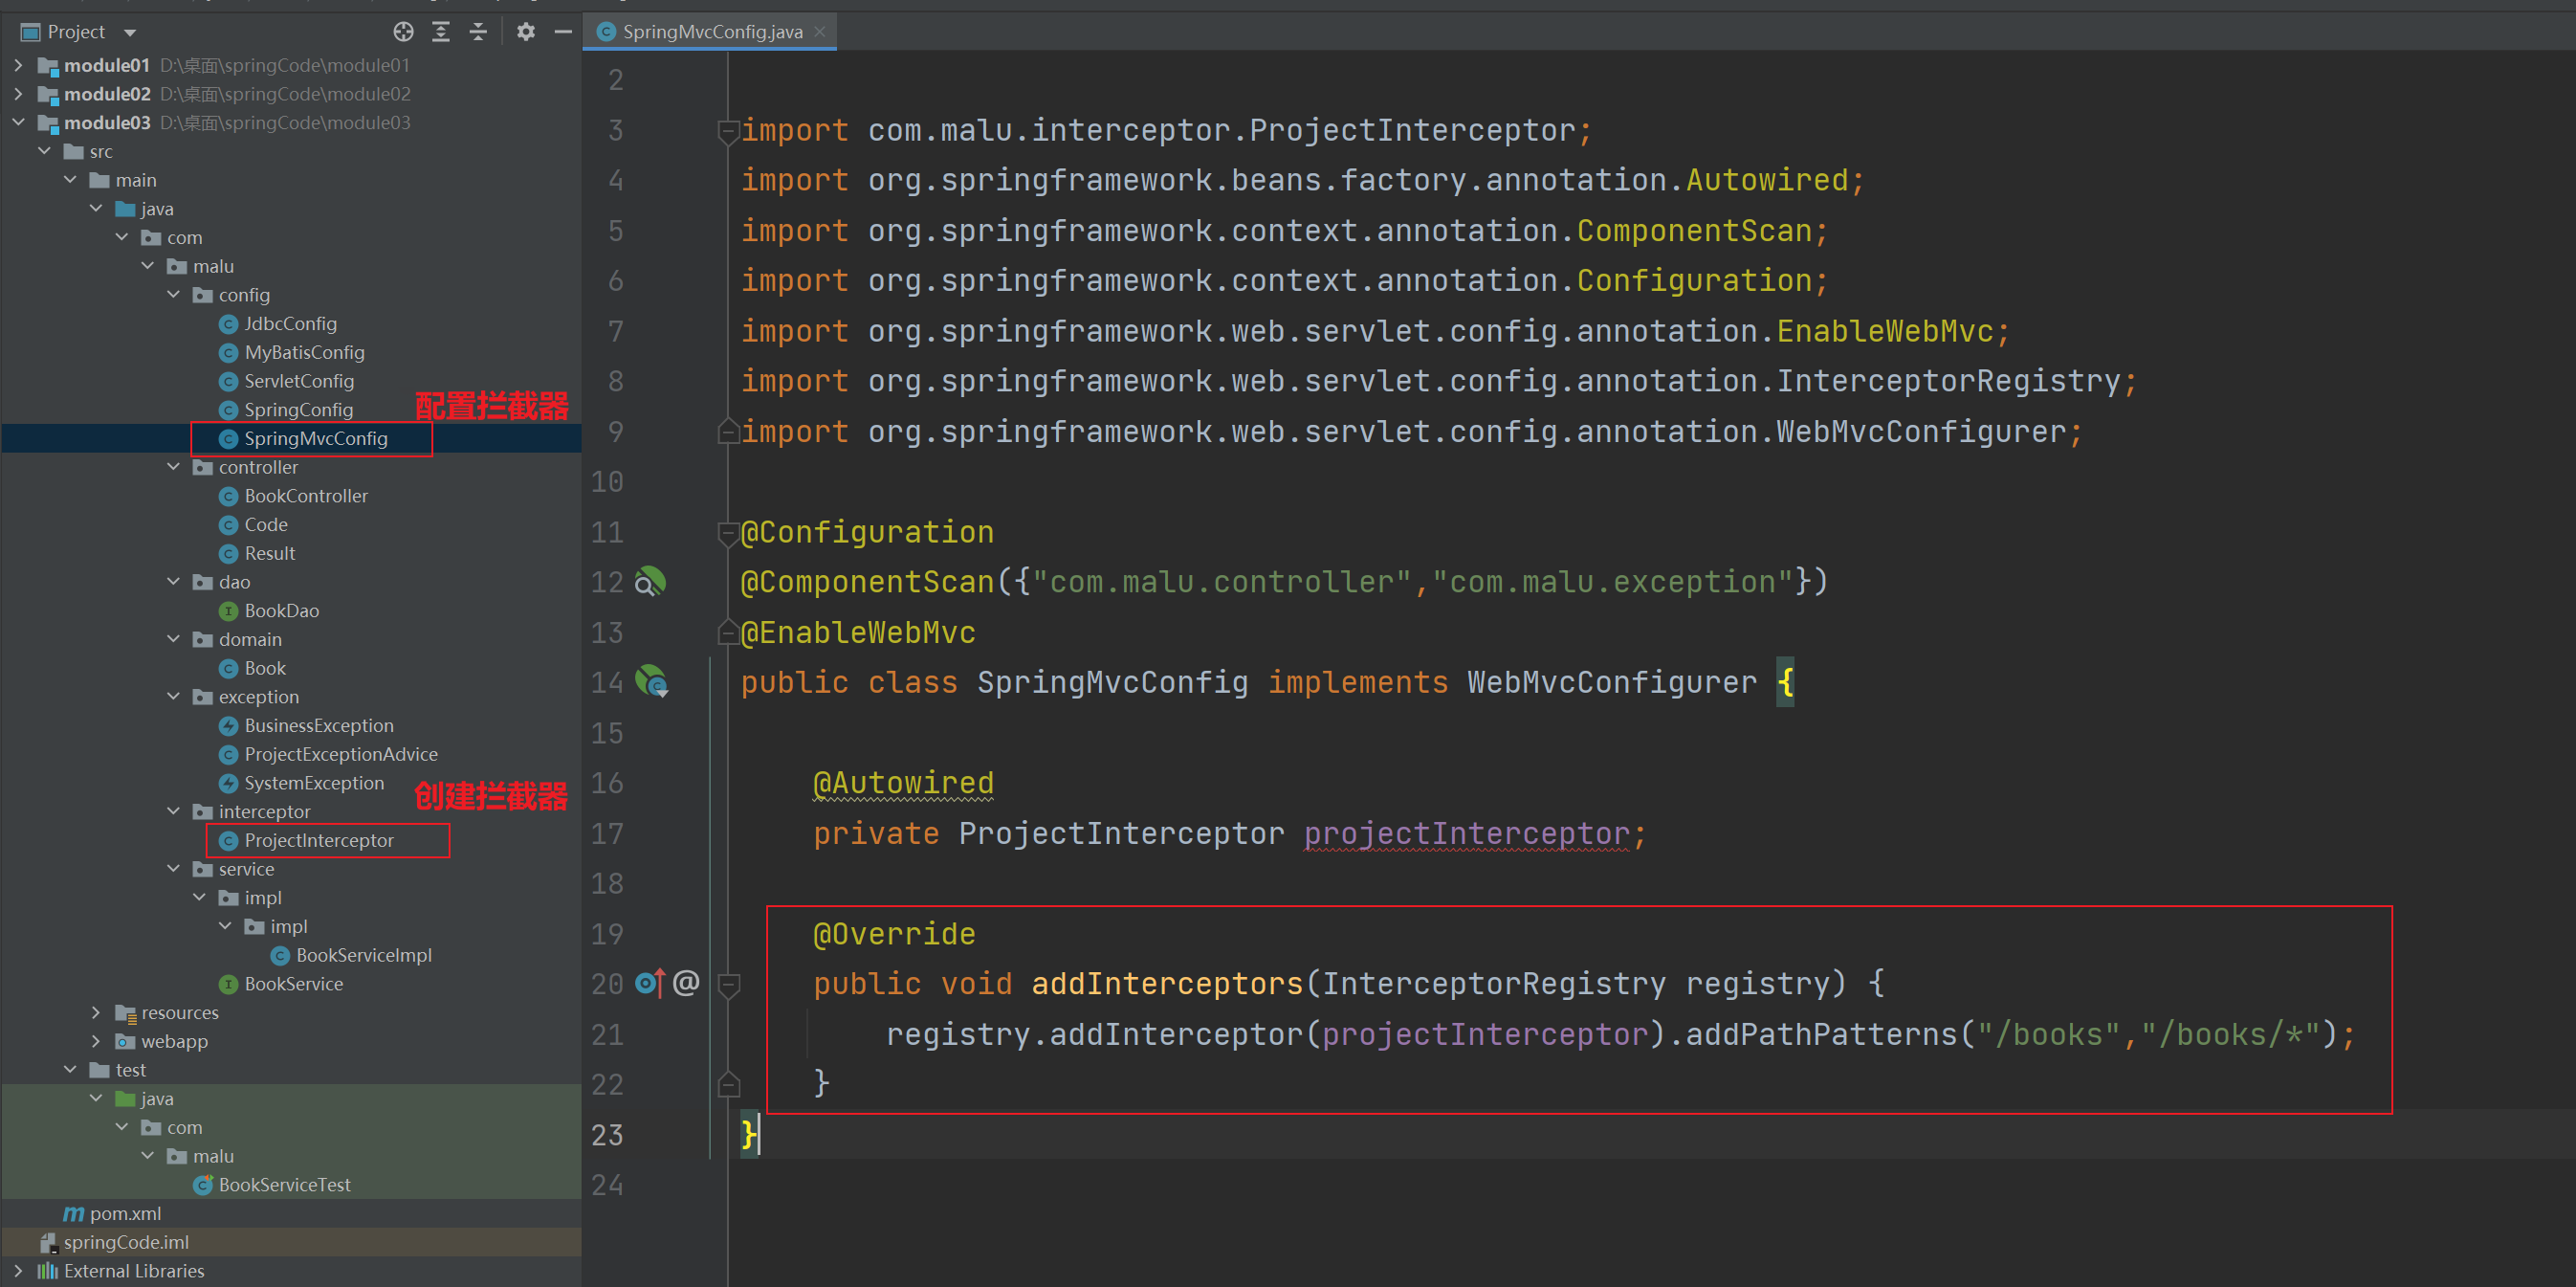 Project
module01 D:\桌面\springCode\module01
module02 D:\桌面\springCode\module02
module03 D:\桌面\springCode\module03
src
main
java
com
malu
config
JdbcConfig
MyBatisConfig
ServletConfig
SpringConfig
配置拦截器
SpringMvcConfig
controller
BookController
Code
Result
dao
BookDao
domain
Book
exception
BusinessException
ProjectExceptionAdvice
SystemException
创建拦截器
interceptor
ProjectInterceptor
service
impl
impl
BookServiceImpl
BookService
resources
webapp
test
java
com
malu
BookServiceTest
pom.xml
springCode.iml
External Libraries
SpringMvcConfig.java
2
3 import com.malu.interceptor.ProjectInterceptor;
4 import org.springframework.beans.factory.annotation.Autowired;
5 import org.springframework.context.annotation.ComponentScan;
6 import org.springframework.context.annotation.Configuration;
7 import org.springframework.web.servlet.config.annotation.EnableWebMvc;
8 import org.springframework.web.servlet.config.annotation.InterceptorRegistry;
9 import org.springframework.web.servlet.config.annotation.WebMvcConfigurer;
10
11 @Configuration
12 @ComponentScan({"com.malu.controller","com.malu.exception"})
13 @EnableWebMvc
14 public class SpringMvcConfig implements WebMvcConfigurer {
15
16 @Autowired
17 private ProjectInterceptor projectInterceptor;
18
19 @Override
20 @ public void addInterceptors(InterceptorRegistry registry) {
21 registry.addInterceptor(projectInterceptor).addPathPatterns("/books","/books/*");
22 }
23 }
24